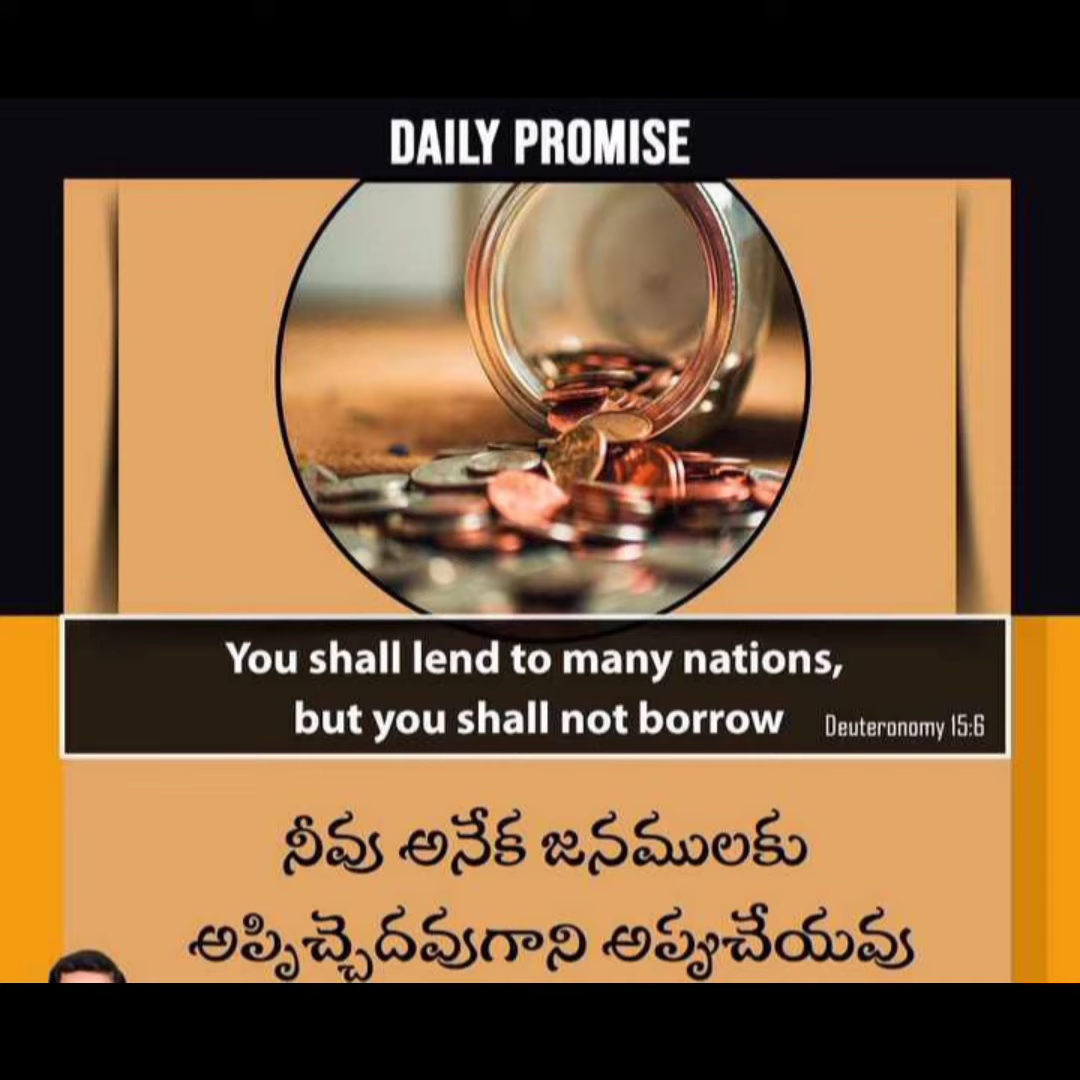 DAILY PROMISE
You shall lend to many nations,
but you shall not borrow
Deuteronomy 15:6
నీవు అనేక జనములకు
అప్పిచ్చెదవుగాని అప్పుచేయవు